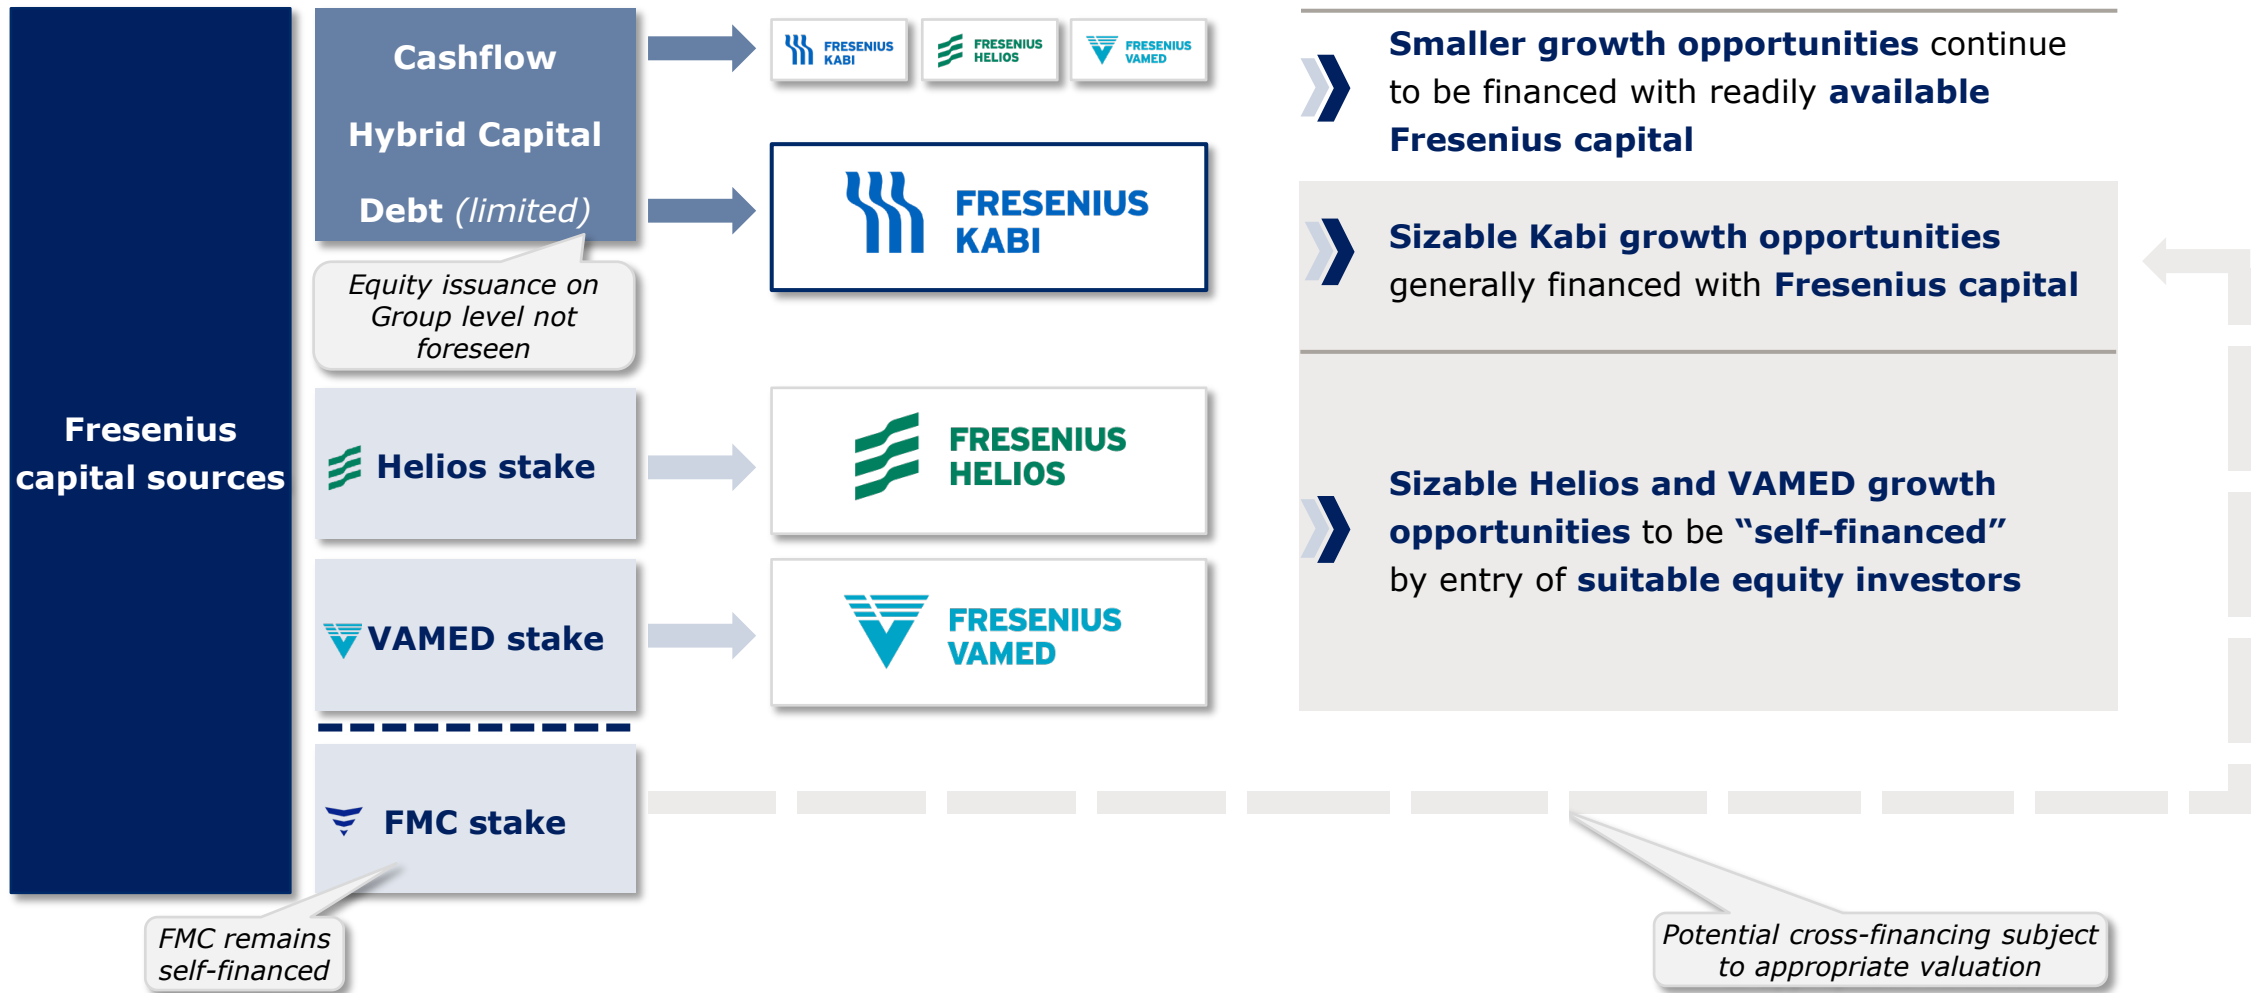 Fresenius
capital sources
Cashflow
Hybrid Capital
Debt (limited)
Equity issuance on
Group level not
foreseen
Helios stake
VAMED stake
FMC stake
FMC remains
self-financed
FRESENIUS
KABI
FRESENIUS
HELIOS
FRESENIUS
VAMED
FRESENIUS
KABI
FRESENIUS
HELIOS
FRESENIUS
VAMED
Smaller growth opportunities continue
to be financed with readily available
Fresenius capital
Sizable Kabi growth opportunities
generally financed with Fresenius capital
Sizable Helios and VAMED growth
opportunities to be “self-financed”
by entry of suitable equity investors
Potential cross-financing subject
to appropriate valuation